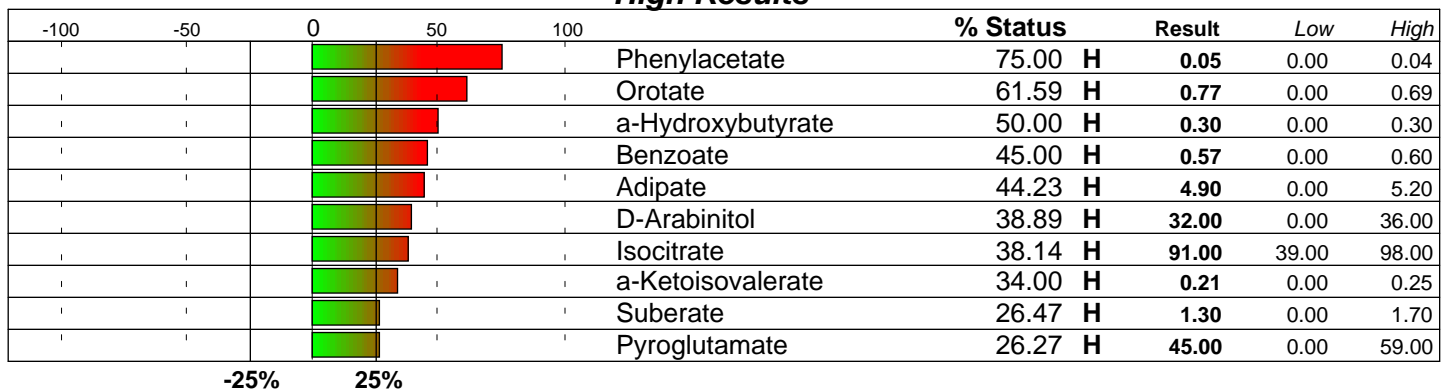 High Results
-100 -50 0 50 100 % Status Result Low High
Phenylacetate 75.00 H 0.05 0.00 0.04
Orotate 61.59 H 0.77 0.00 0.69
a-Hydroxybutyrate 50.00 H 0.30 0.00 0.30
Benzoate 45.00 H 0.57 0.00 0.60
Adipate 44.23 H 4.90 0.00 5.20
D-Arabinitol 38.89 H 32.00 0.00 36.00
Isocitrate 38.14 H 91.00 39.00 98.00
a-Ketoisovalerate 34.00 H 0.21 0.00 0.25
Suberate 26.47 H 1.30 0.00 1.70
Pyroglutamate 26.27 H 45.00 0.00 59.00
-25% 25%